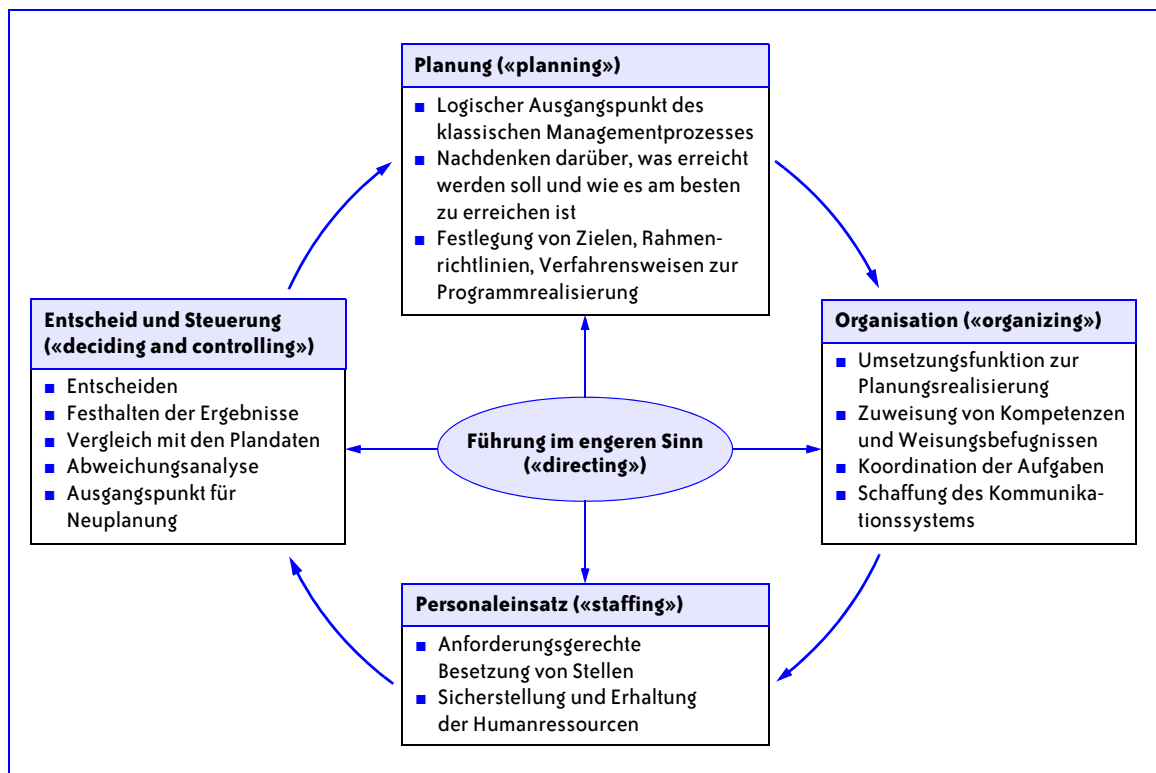 Planung («planning»)
■ Logischer Ausgangspunkt des
klassischen Managementprozesses
■ Nachdenken darüber, was erreicht
werden soll und wie es am besten
zu erreichen ist
■ Festlegung von Zielen, Rahmen-
richtlinien, Verfahrensweisen zur
Programmrealisierung
Entscheid und Steuerung
(«deciding and controlling»)
■ Entscheiden
■ Festhalten der Ergebnisse
■ Vergleich mit den Plandaten
■ Abweichungsanalyse
■ Ausgangspunkt für
Neuplanung
Führung im engeren Sinn
(«directing»)
Organisation («organizing»)
■ Umsetzungsfunktion zur
Planungsrealisierung
■ Zuweisung von Kompetenzen
und Weisungsbefugnissen
■ Koordination der Aufgaben
■ Schaffung des Kommunika-
tionssystems
Personaleinsatz («staffing»)
■ Anforderungsgerechte
Besetzung von Stellen
■ Sicherstellung und Erhaltung
der Humanressourcen